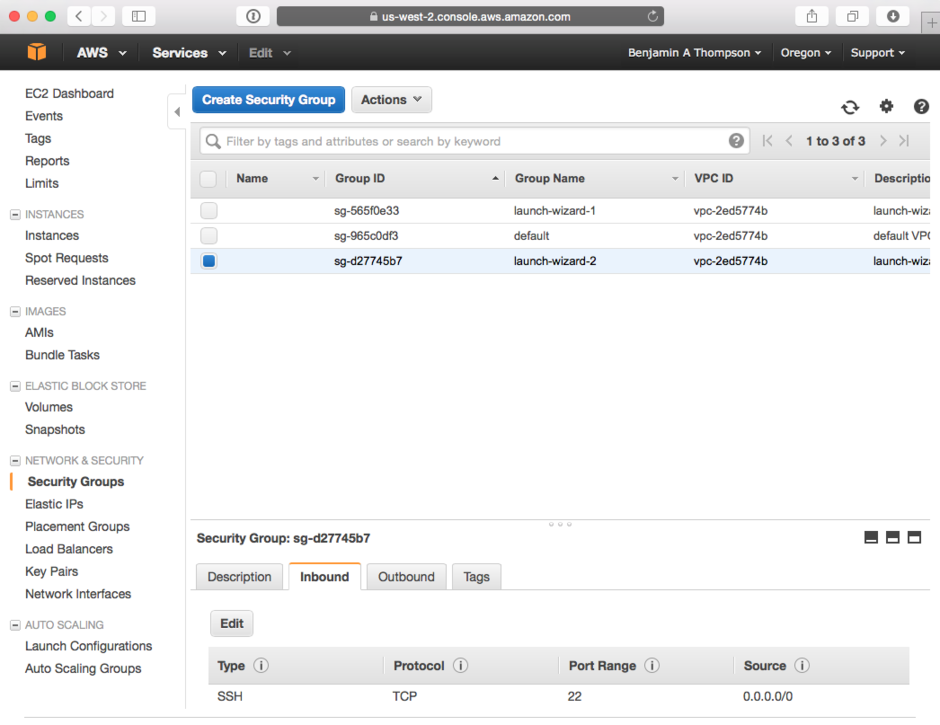 us-west-2.console.aws.amazon.com
AWS Services Edit Benjamin A Thompson Oregon Support
EC2 Dashboard
Events
Tags
Reports
Limits
INSTANCES
Instances
Spot Requests
Reserved Instances
IMAGES
AMIs
Bundle Tasks
ELASTIC BLOCK STORE
Volumes
Snapshots
NETWORK & SECURITY
Security Groups
Elastic IPs
Placement Groups
Load Balancers
Key Pairs
Network Interfaces
AUTO SCALING
Launch Configurations
Auto Scaling Groups
Create Security Group Actions
Filter by tags and attributes or search by keyword 1 to 3 of 3
Name Group ID Group Name VPC ID Descriptio
sg-565f0e33 launch-wizard-1 vpc-2ed5774b launch-wiz
sg-965c0df3 default vpc-2ed5774b default VPC
sg-d27745b7 launch-wizard-2 vpc-2ed5774b launch-wiz
Security Group: sg-d27745b7
Description Inbound Outbound Tags
Edit
Type Protocol Port Range Source
SSH TCP 22 0.0.0.0/0